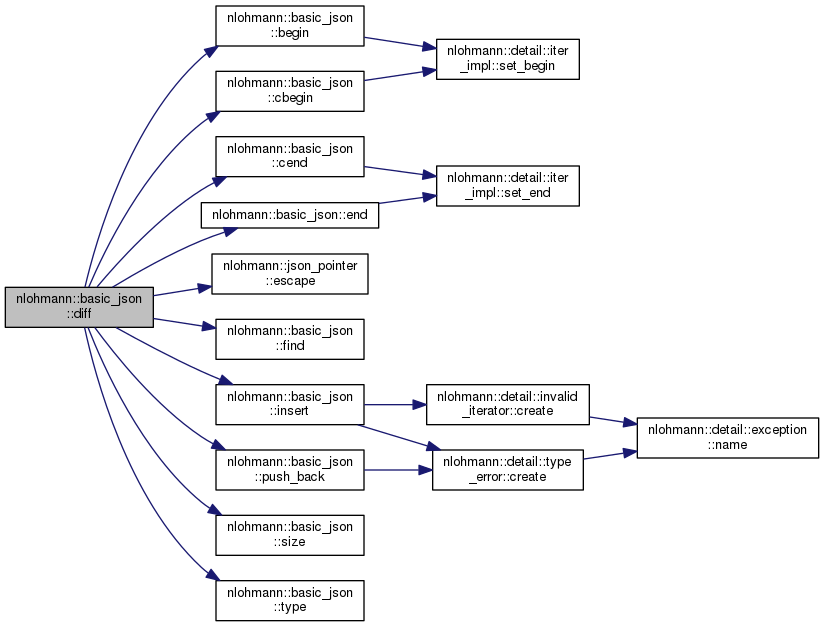 nlohmann::basic_json
::diff
nlohmann::basic_json
::begin
nlohmann::basic_json
::cbegin
nlohmann::basic_json
::cend
nlohmann::basic_json::end
nlohmann::json_pointer
::escape
nlohmann::basic_json
::find
nlohmann::basic_json
::insert
nlohmann::basic_json
::push_back
nlohmann::basic_json
::size
nlohmann::basic_json
::type
nlohmann::detail::iter
_impl::set_begin
nlohmann::detail::iter
_impl::set_end
nlohmann::detail::invalid
_iterator::create
nlohmann::detail::type
_error::create
nlohmann::detail::exception
::name